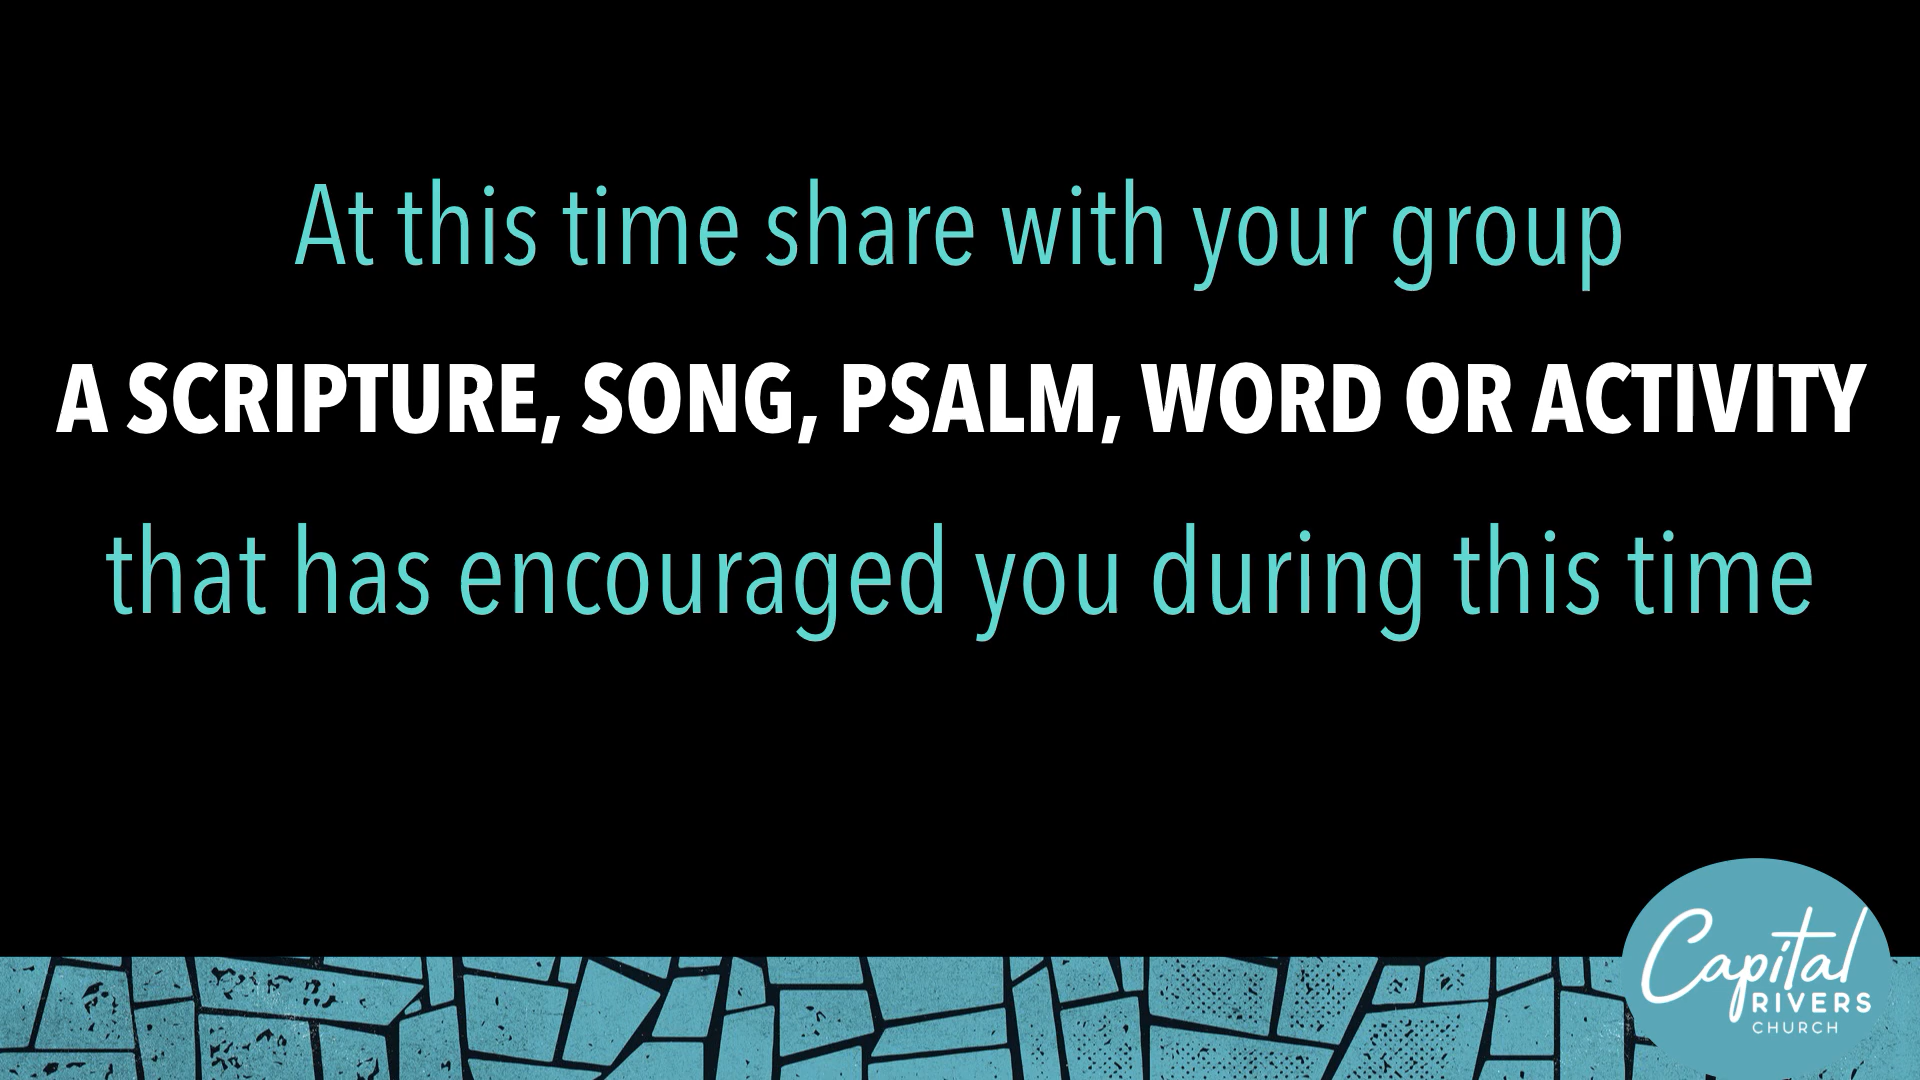 At this time share with your group
A SCRIPTURE, SONG, PSALM, WORD OR ACTIVITY
that has encouraged you during this time
Capital
RIVERS
CHURCH